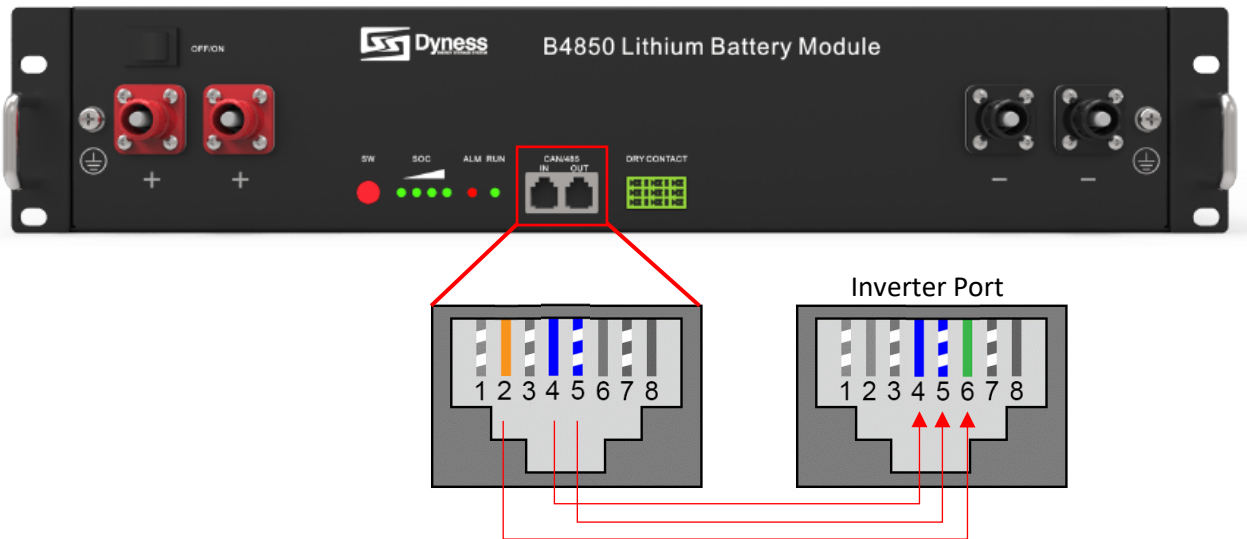 OFF/ON
Dyness
B4850 Lithium Battery Module
SW
SOC
ALM RUN
CAN/485
IN OUT
DRY CONTACT
+ +
− −
Inverter Port
1 2 3 4 5 6 7 8
1 2 3 4 5 6 7 8